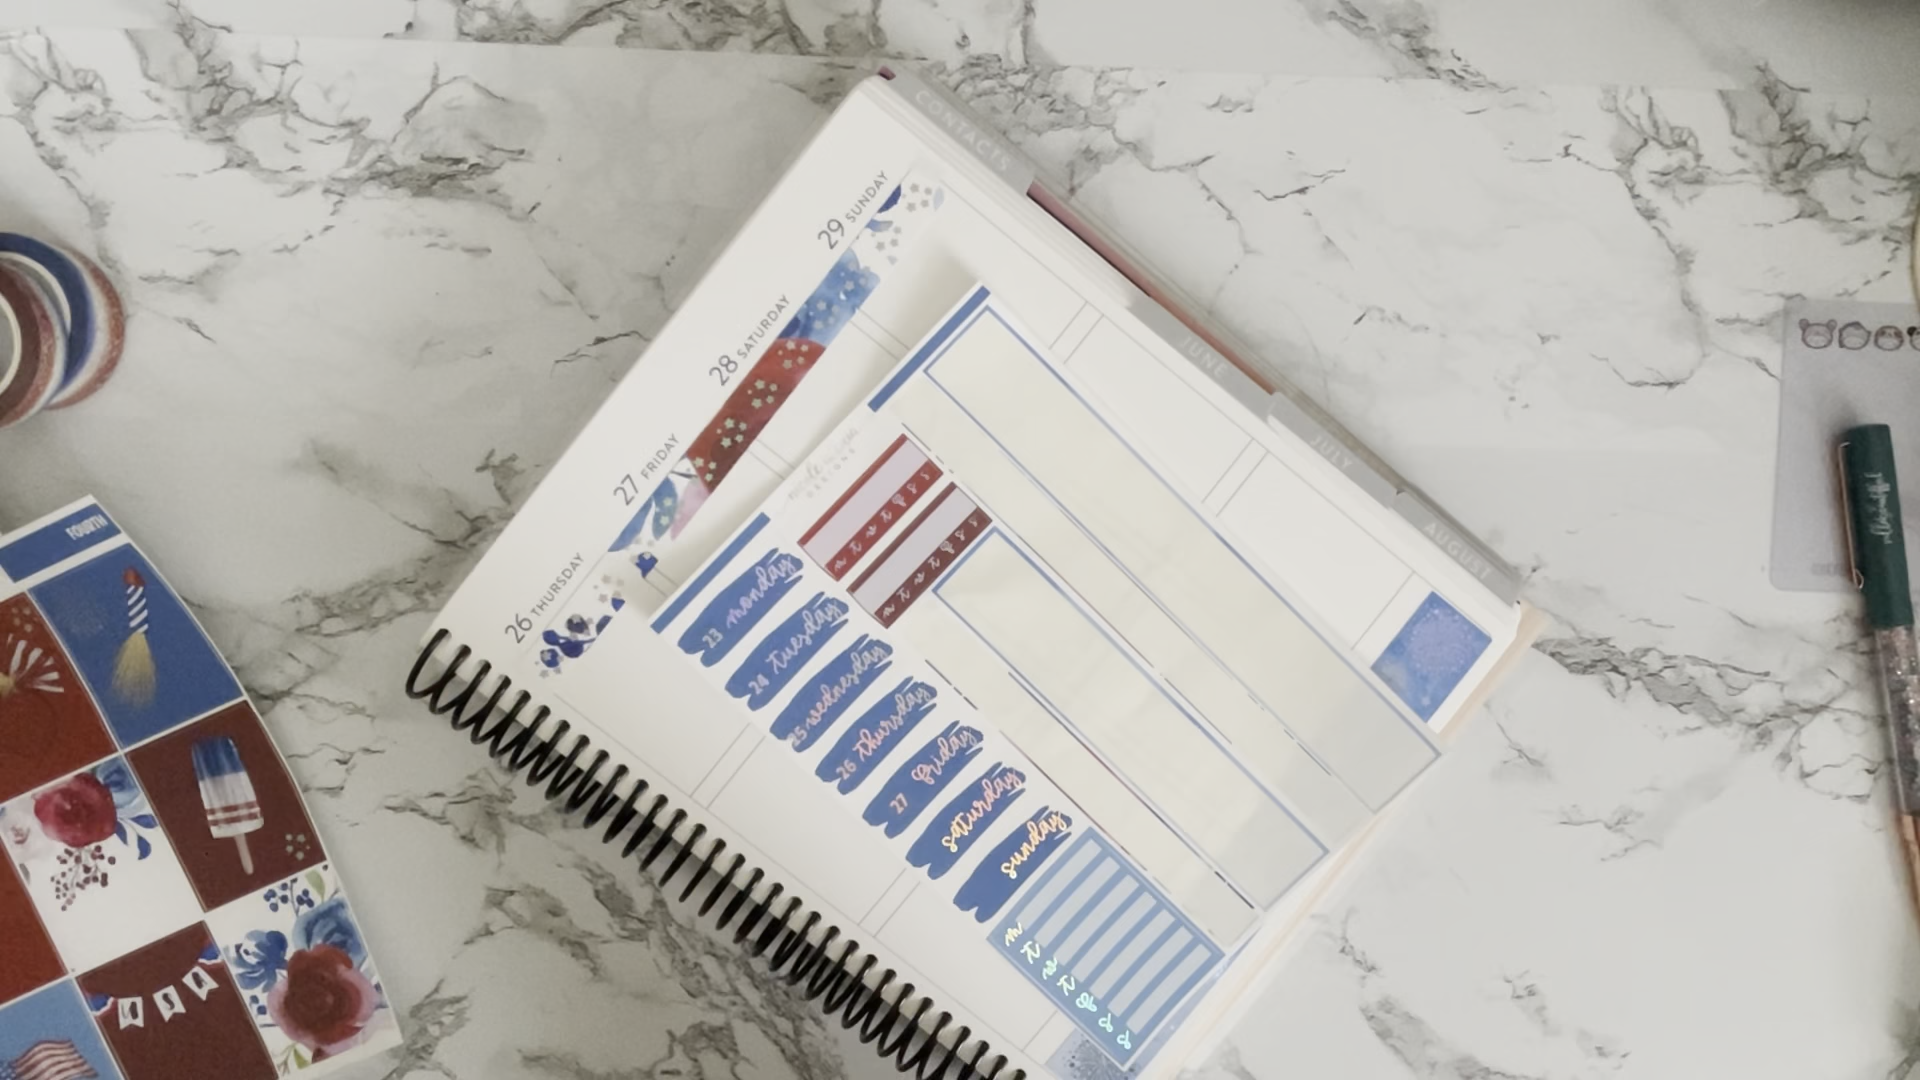 CONTACTS
29 SUNDAY
28 SATURDAY
27 FRIDAY
26 THURSDAY
JUNE
JULY
AUGUST
23 monday
24 tuesday
25 wednesday
26 thursday
27 friday
saturday
sunday
m t w t f s s
m t w t f s s
m t w t f s s
FOURTH
USA